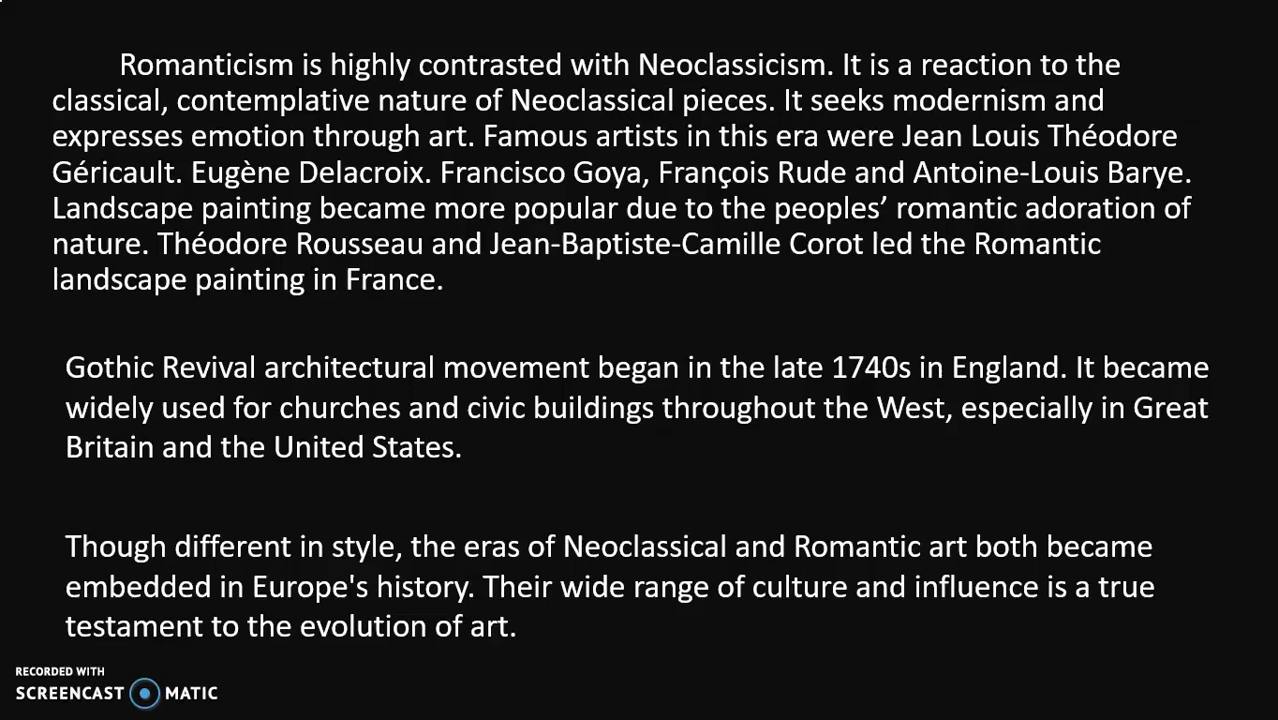 Romanticism is highly contrasted with Neoclassicism. It is a reaction to the
classical, contemplative nature of Neoclassical pieces. It seeks modernism and
expresses emotion through art. Famous artists in this era were Jean Louis Théodore
Géricault. Eugène Delacroix. Francisco Goya, François Rude and Antoine-Louis Barye.
Landscape painting became more popular due to the peoples’ romantic adoration of
nature. Théodore Rousseau and Jean-Baptiste-Camille Corot led the Romantic
landscape painting in France.
Gothic Revival architectural movement began in the late 1740s in England. It became
widely used for churches and civic buildings throughout the West, especially in Great
Britain and the United States.
Though different in style, the eras of Neoclassical and Romantic art both became
embedded in Europe's history. Their wide range of culture and influence is a true
testament to the evolution of art.
RECORDED WITH
SCREENCAST MATIC